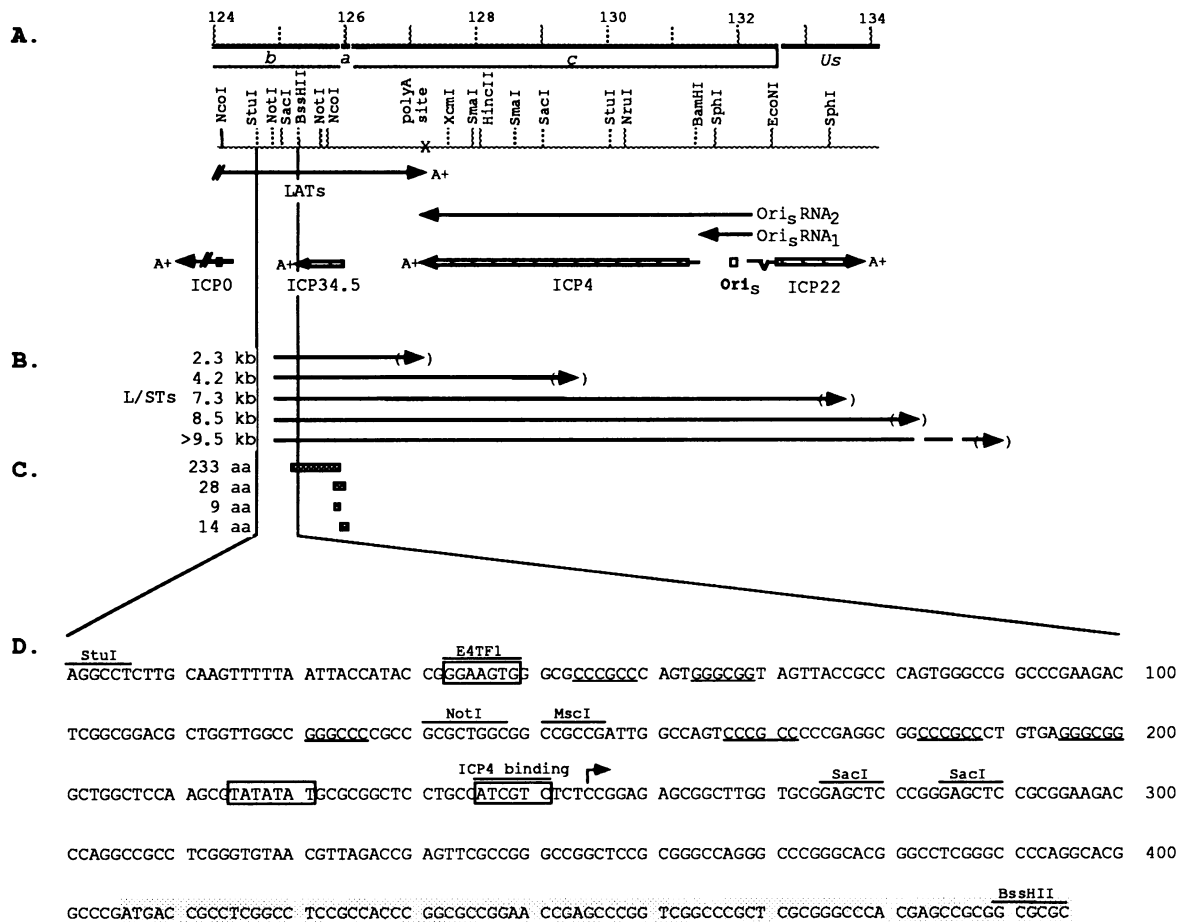 A.
124 126 128 130 132 134
b a c Us
NcoI StuI NotI SacI BssHII NotI NcoI polyA site XcmI SmaI HincII SmaI SacI StuI NruI BamHI SphI EcoNI SphI
X
A+
LATs
OriS RNA2
OriS RNA1
A+ A+ A+ A+
ICP0 ICP34.5 ICP4 OriS ICP22
B.
2.3 kb ( )
4.2 kb ( )
L/STs 7.3 kb ( )
8.5 kb ( )
>9.5 kb ( )
C.
233 aa
28 aa
9 aa
14 aa
D.
StuI E4TF1
AGGCCTCTTG CAAGTTTTTA ATTACCATAC CGGGAAGTGG GCGCCCGCCC CAGTGGGCGGT AGTTACCGCC CAGTGGGCCG GCCCGAAGAC 100
NotI MscI
TCGGCGGACG CTGGTTGGCC GGGCCCCGCC GCGCTGGCGG CCGCCGATTG GCCAGTCCCG CCCCCGAGGC GGCCCGCCCT GTGAGGGCGG 200
ICP4 binding SacI SacI
GCTGGCTCCA AGCGTATATA TGCGCGGCTC CTGCGATCGT CTCTCCGGAG AGCGGCTTGG TGCGGAGCTC CCGGGAGCTC CGCGGAAGAC 300
CCAGGCCGCC TCGGGTGTAA CGTTAGACCG AGTTCGCCGG GCCGGCTCCG CGGGCCAGGG CCCGGGCACG GGCCTCGGGC CCCAGGCACG 400
BssHII
GCCCGATGAC CGCCTCGGCC TCCGCCACCC GGCGCCGGAA CCGAGCCCGG TCGGCCCGCT CGCGGGCCCA CGAGCCGCGG CGCGC